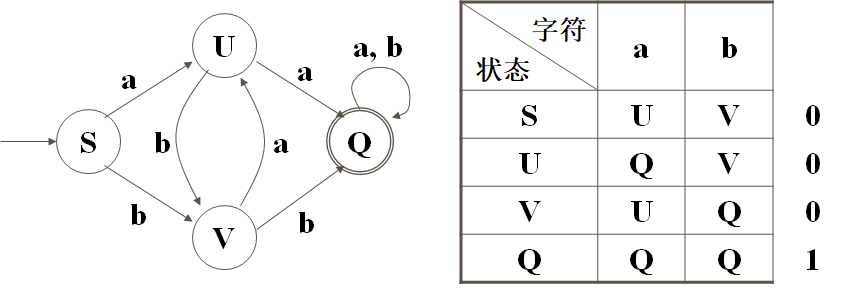 U
a
a
a, b
S
b
a
Q
b
b
V
字符
状态
a
b
S U V 0
U Q V 0
V U Q 0
Q Q Q 1